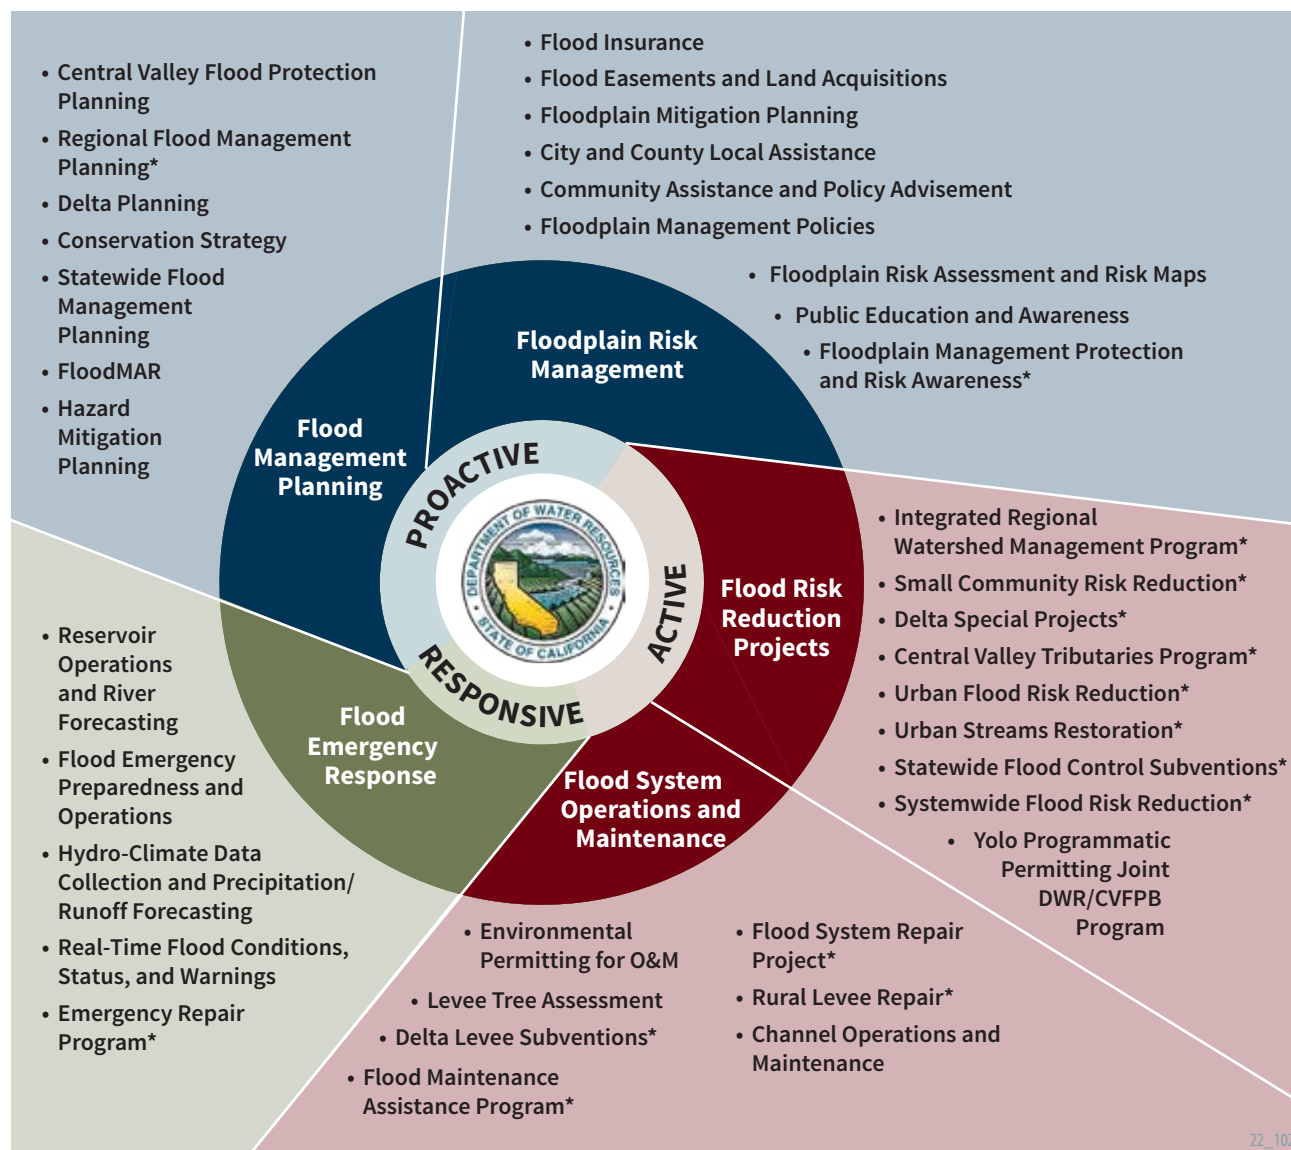 • Central Valley Flood Protection
Planning
• Regional Flood Management
Planning*
• Delta Planning
• Conservation Strategy
• Statewide Flood
Management
Planning
• FloodMAR
• Hazard
Mitigation
Planning
• Flood Insurance
• Flood Easements and Land Acquisitions
• Floodplain Mitigation Planning
• City and County Local Assistance
• Community Assistance and Policy Advisement
• Floodplain Management Policies
• Floodplain Risk Assessment and Risk Maps
• Public Education and Awareness
• Floodplain Management Protection
and Risk Awareness*
Floodplain Risk
Management
Flood
Management
Planning
PROACTIVE
ACTIVE
RESPONSIVE
DEPARTMENT OF WATER RESOURCES
STATE OF CALIFORNIA
Flood Risk
Reduction
Projects
• Integrated Regional
Watershed Management Program*
• Small Community Risk Reduction*
• Delta Special Projects*
• Central Valley Tributaries Program*
• Urban Flood Risk Reduction*
• Urban Streams Restoration*
• Statewide Flood Control Subventions*
• Systemwide Flood Risk Reduction*
• Yolo Programmatic
Permitting Joint
DWR/CVFPB
Program
Flood
Emergency
Response
• Reservoir
Operations
and River
Forecasting
• Flood Emergency
Preparedness and
Operations
• Hydro-Climate Data
Collection and Precipitation/
Runoff Forecasting
• Real-Time Flood Conditions,
Status, and Warnings
• Emergency Repair
Program*
Flood System
Operations and
Maintenance
• Environmental
Permitting for O&M
• Levee Tree Assessment
• Delta Levee Subventions*
• Flood Maintenance
Assistance Program*
• Flood System Repair
Project*
• Rural Levee Repair*
• Channel Operations and
Maintenance
22_102